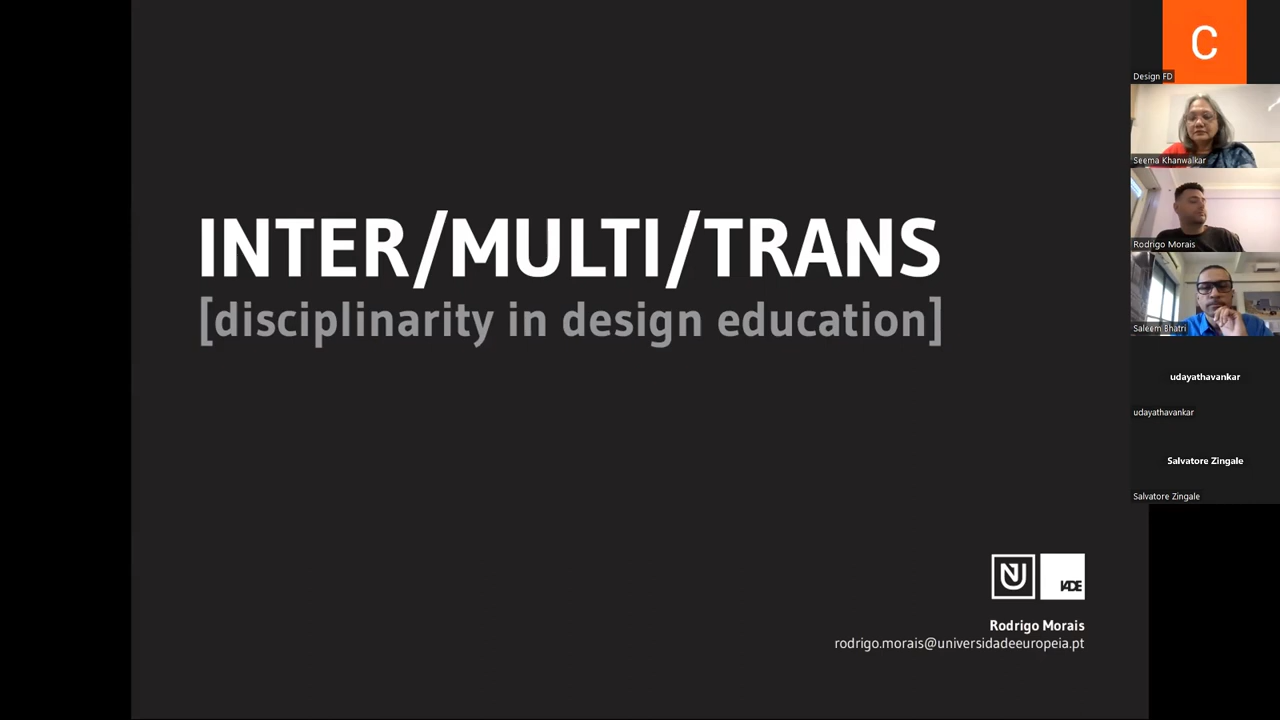 INTER/MULTI/TRANS
[disciplinarity in design education]
IADE
Rodrigo Morais
rodrigo.morais@universidadeeuropeia.pt
C
Design FD
Seema Khanwalkar
Rodrigo Morais
Saleem Bhatri
udayathavankar
udayathavankar
Salvatore Zingale
Salvatore Zingale